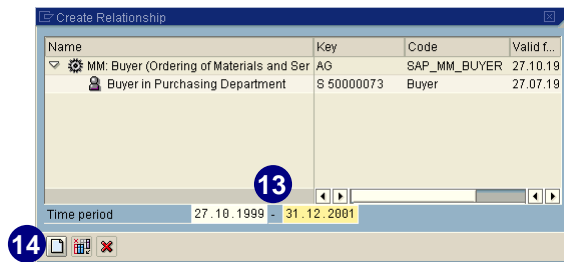 Create Relationship
Name Key Code Valid f...
MM: Buyer (Ordering of Materials and Ser AG SAP_MM_BUYER 27.10.19
Buyer in Purchasing Department S 50000073 Buyer 27.07.19
13
Time period 27.10.1999 - 31.12.2001
14